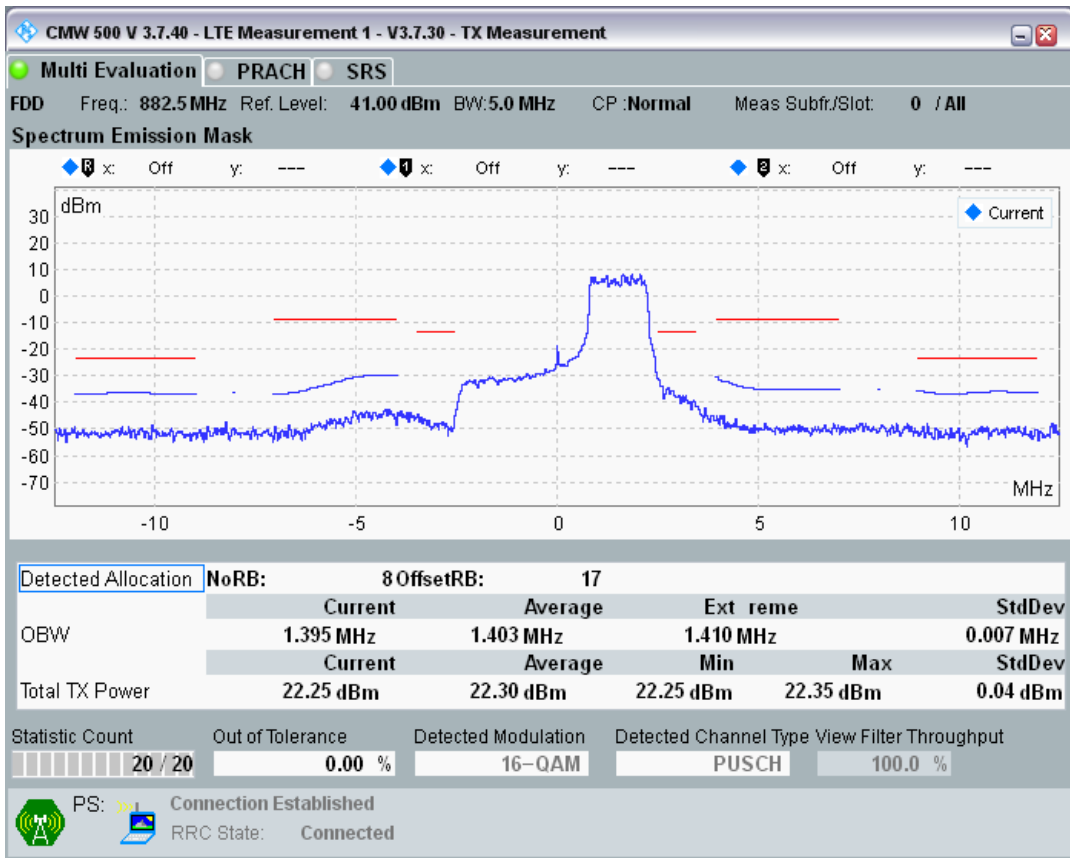 CMW 500 V 3.7.40 - LTE Measurement 1 - V3.7.30 - TX Measurement
Multi Evaluation PRACH SRS
FDD Freq.: 882.5 MHz Ref. Level: 41.00 dBm BW:5.0 MHz CP :Normal Meas Subfr./Slot: 0 / All
Spectrum Emission Mask
R x: Off y: --- 1 x: Off y: --- 2 x: Off y: ---
dBm
Current
30
20
10
0
-10
-20
-30
-40
-50
-60
-70
MHz
-10 -5 0 5 10
Detected Allocation NoRB: 8 OffsetRB: 17
Current Average Ext reme StdDev
OBW 1.395 MHz 1.403 MHz 1.410 MHz 0.007 MHz
Current Average Min Max StdDev
Total TX Power 22.25 dBm 22.30 dBm 22.25 dBm 22.35 dBm 0.04 dBm
Statistic Count Out of Tolerance Detected Modulation Detected Channel Type View Filter Throughput
20 / 20 0.00 % 16-QAM PUSCH 100.0 %
PS: Connection Established
RRC State: Connected